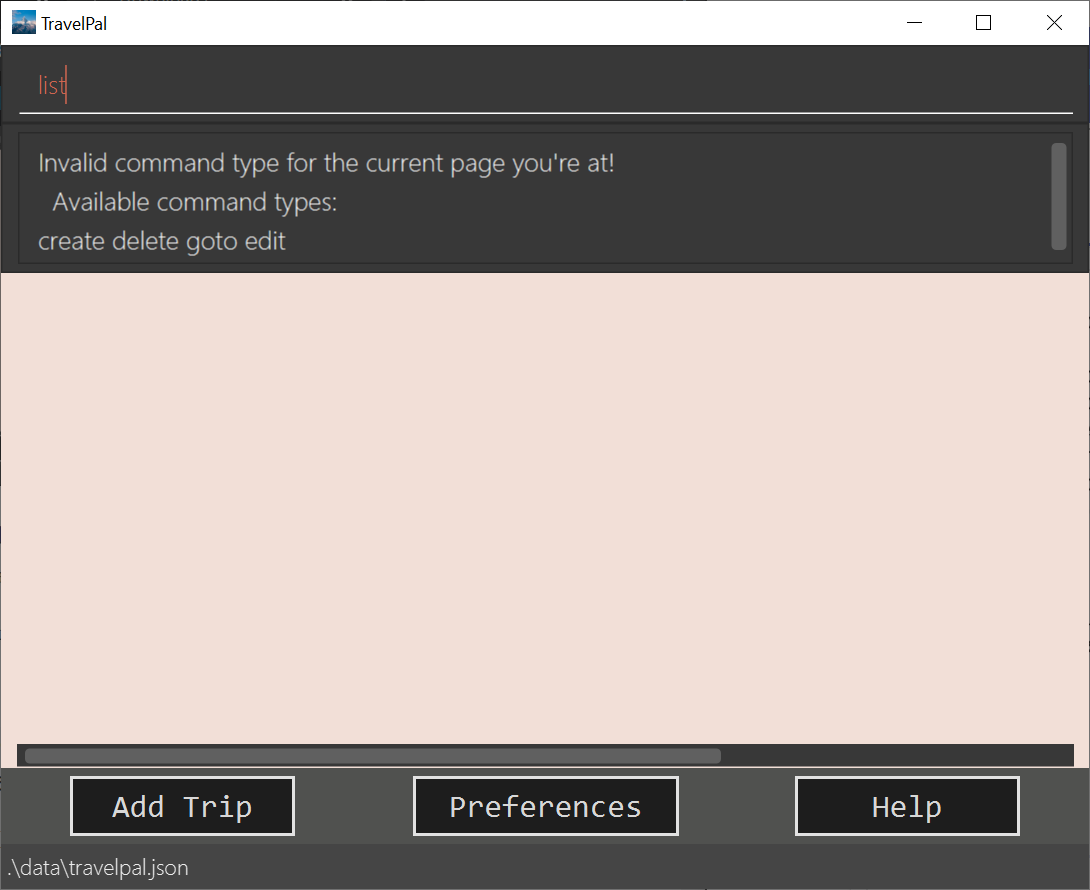 TravelPal
list
Invalid command type for the current page you're at!
Available command types:
create delete goto edit
Add Trip
Preferences
Help
.\data\travelpal.json